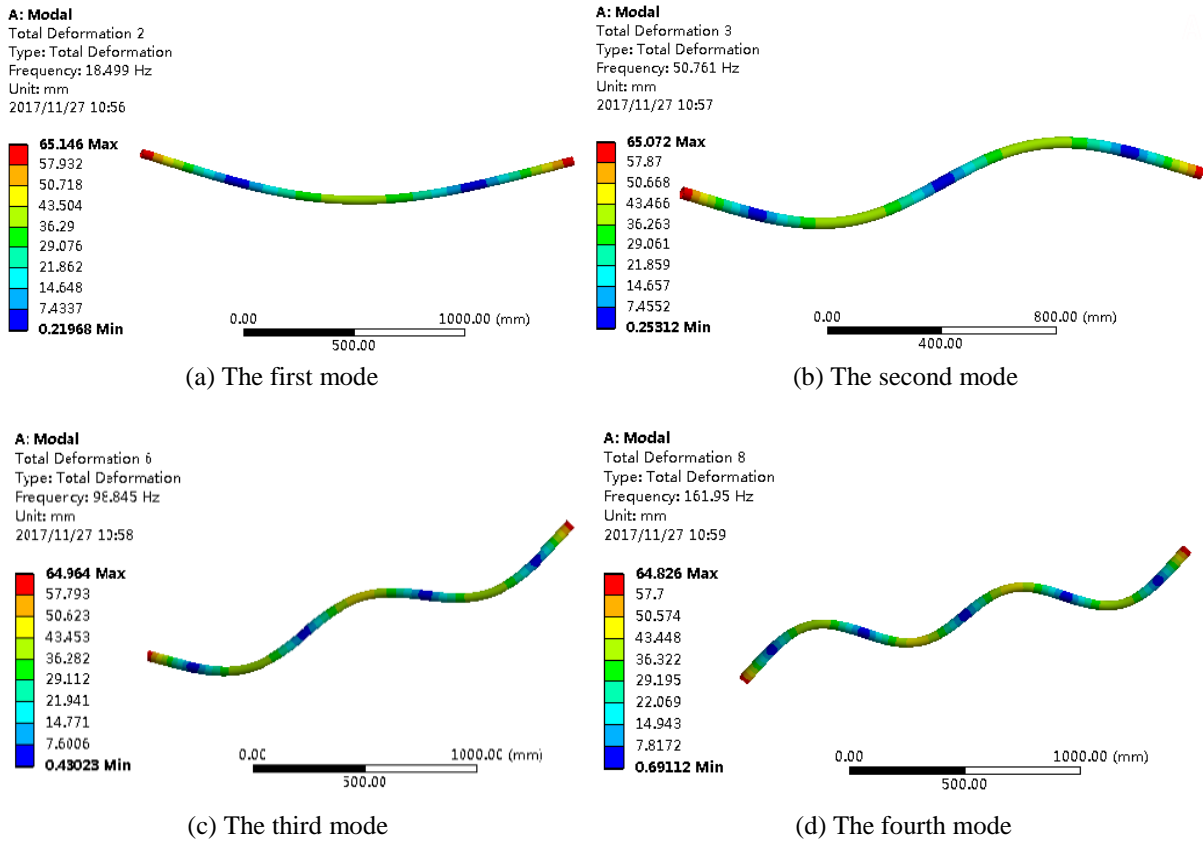 A: Modal
Total Deformation 2
Type: Total Deformation
Frequency: 18.499 Hz
Unit: mm
2017/11/27 10:56
65.146 Max
57.932
50.718
43.504
36.29
29.076
21.862
14.648
7.4337
0.21968 Min
0.00 1000.00 (mm)
500.00
(a) The first mode
A: Modal
Total Deformation 3
Type: Total Deformation
Frequency: 50.761 Hz
Unit: mm
2017/11/27 10:57
65.072 Max
57.87
50.668
43.466
36.263
29.061
21.859
14.657
7.4552
0.25312 Min
0.00 800.00 (mm)
400.00
(b) The second mode
A: Modal
Total Deformation 6
Type: Total Deformation
Frequency: 98.845 Hz
Unit: mm
2017/11/27 10:58
64.964 Max
57.793
50.623
43.453
36.282
29.112
21.941
14.771
7.6006
0.43023 Min
0.00 1000.00 (mm)
500.00
(c) The third mode
A: Modal
Total Deformation 8
Type: Total Deformation
Frequency: 161.95 Hz
Unit: mm
2017/11/27 10:59
64.826 Max
57.7
50.574
43.448
36.322
29.195
22.069
14.943
7.8172
0.69112 Min
0.00 1000.00 (mm)
500.00
(d) The fourth mode